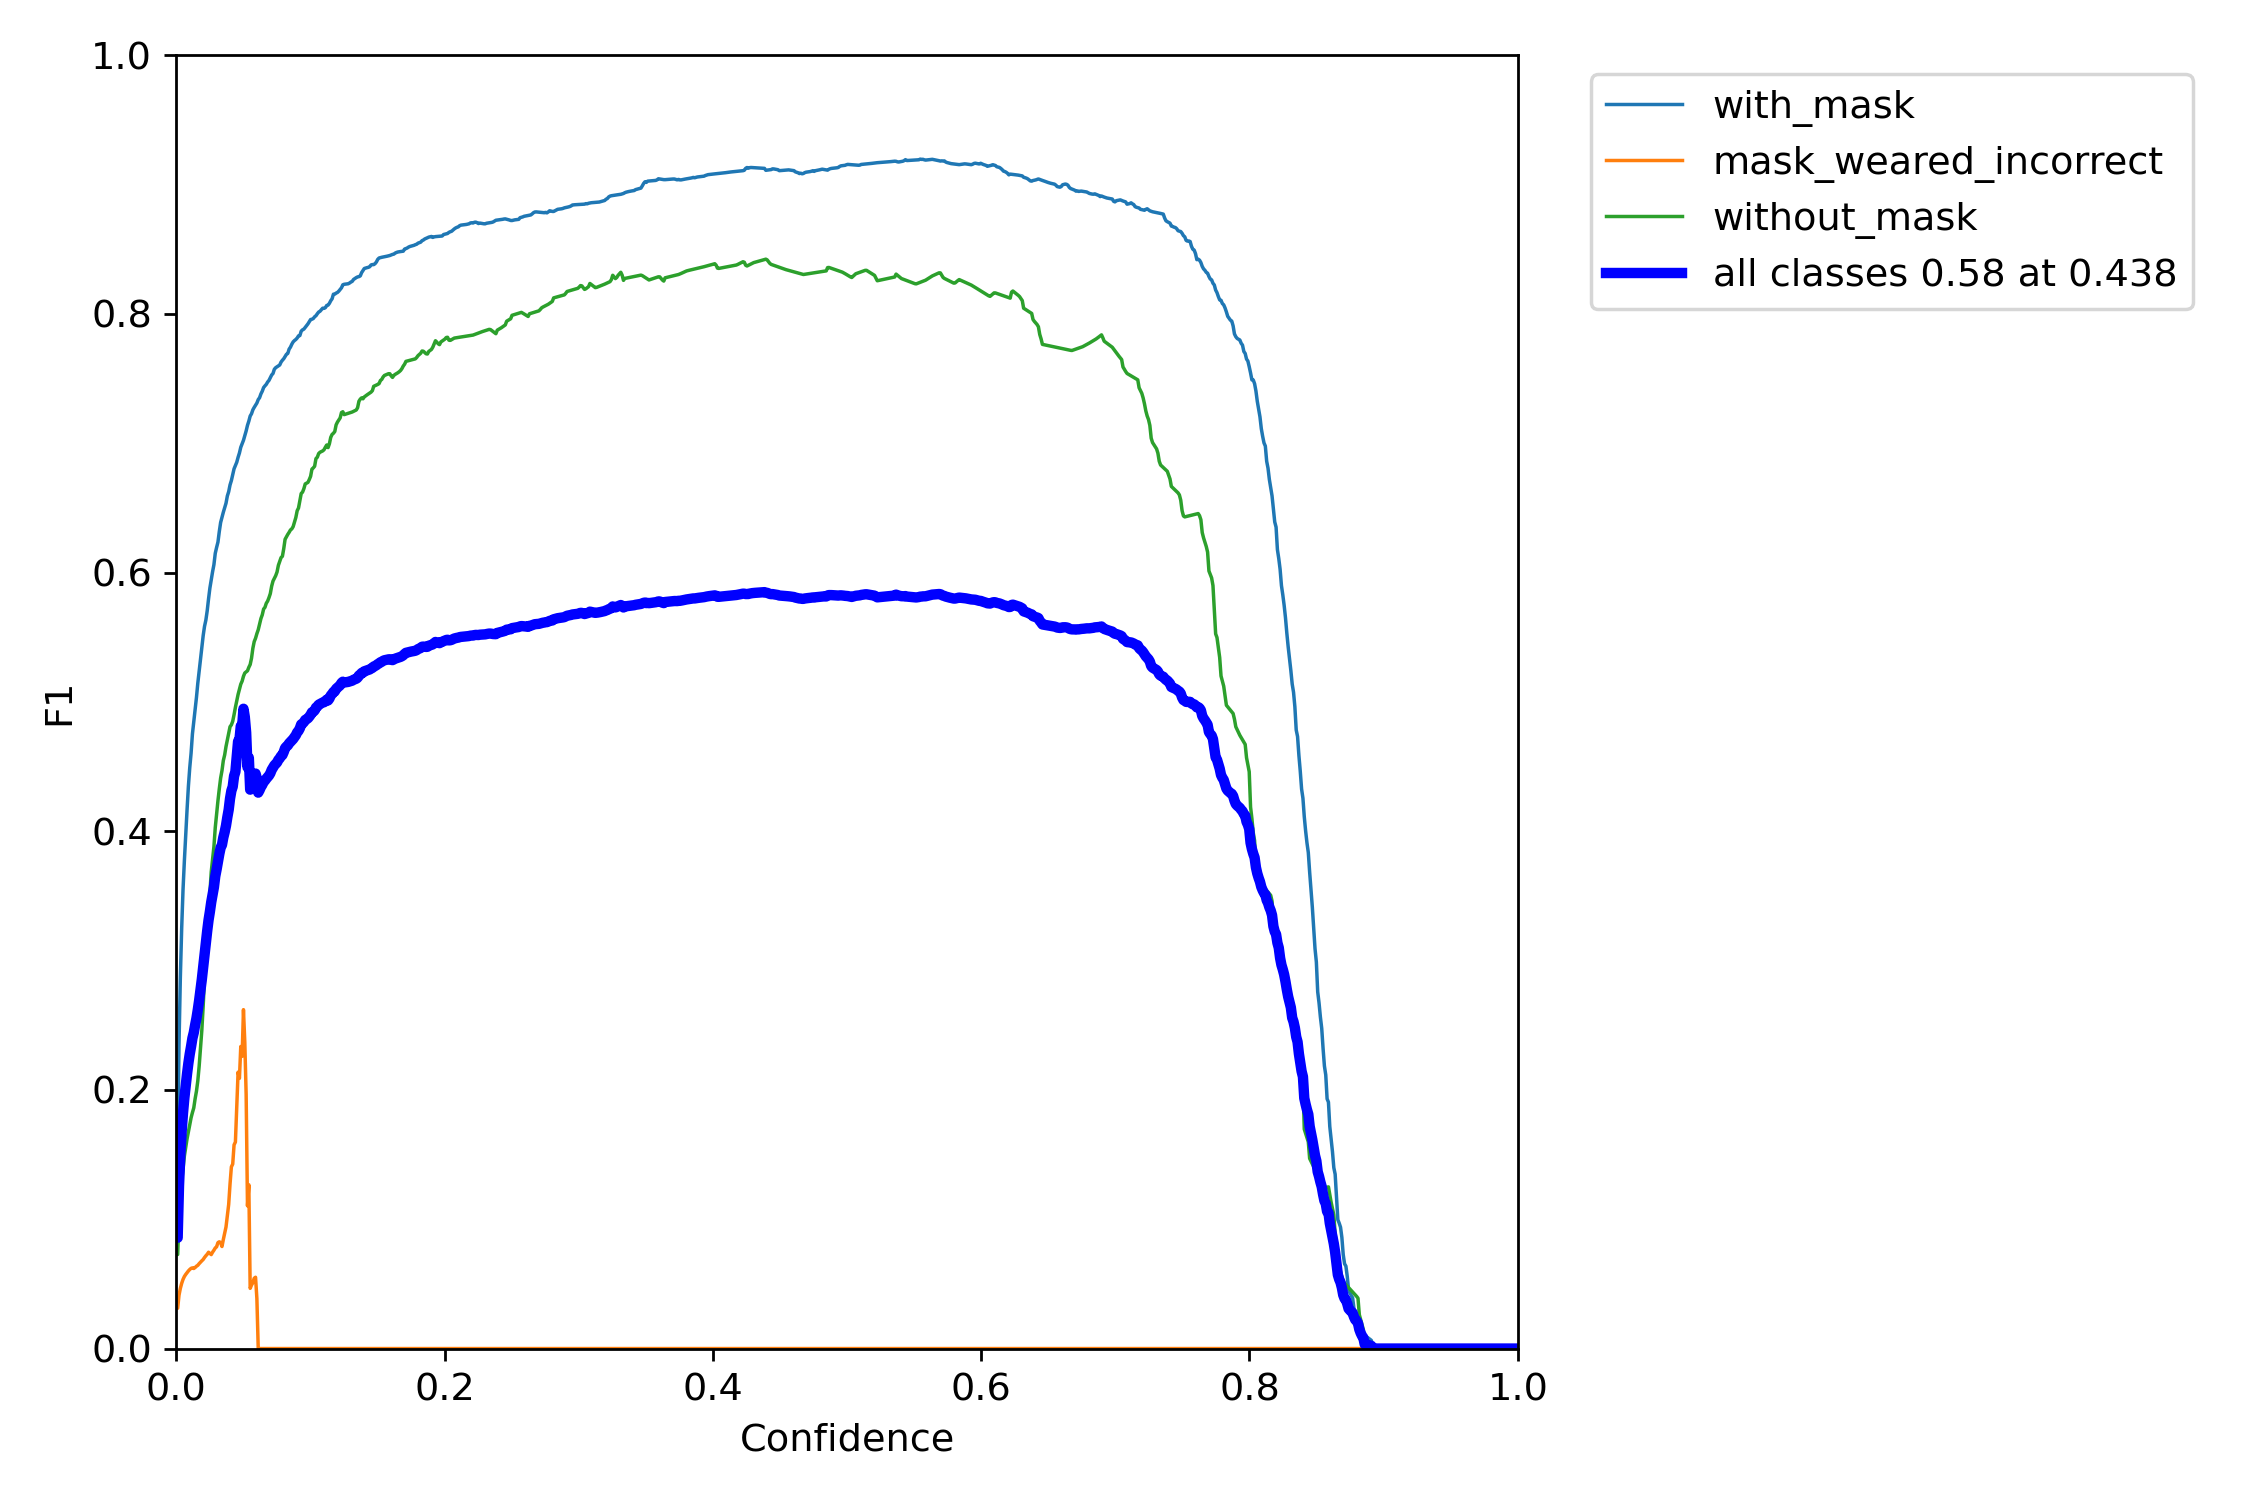 1.0
0.8
0.6
0.4
0.2
0.0
F1
0.0 0.2 0.4 0.6 0.8 1.0
Confidence
with_mask
mask_weared_incorrect
without_mask
all classes 0.58 at 0.438